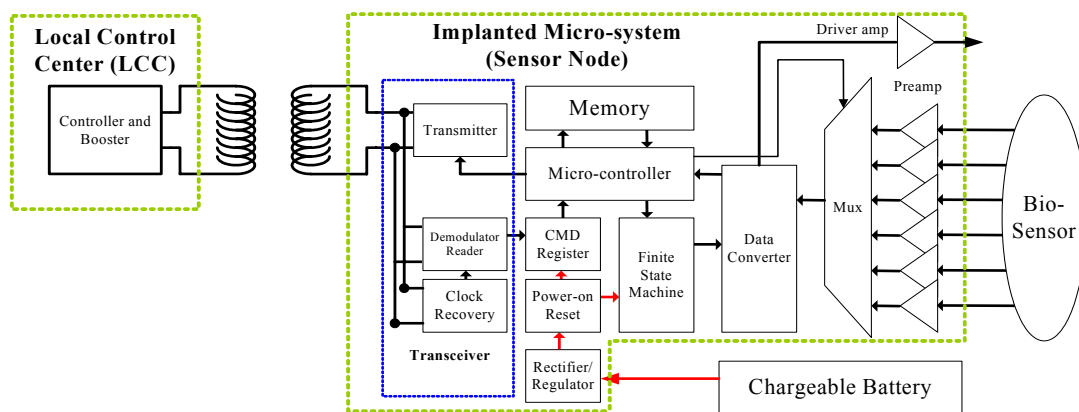 Local Control
Center (LCC)
Controller and
Booster
Implanted Micro-system
(Sensor Node)
Driver amp
Preamp
Transmitter
Memory
Micro-controller
Demodulator
Reader
CMD
Register
Finite
State
Machine
Data
Converter
Mux
Bio-
Sensor
Clock
Recovery
Power-on
Reset
Transceiver
Rectifier/
Regulator
Chargeable Battery